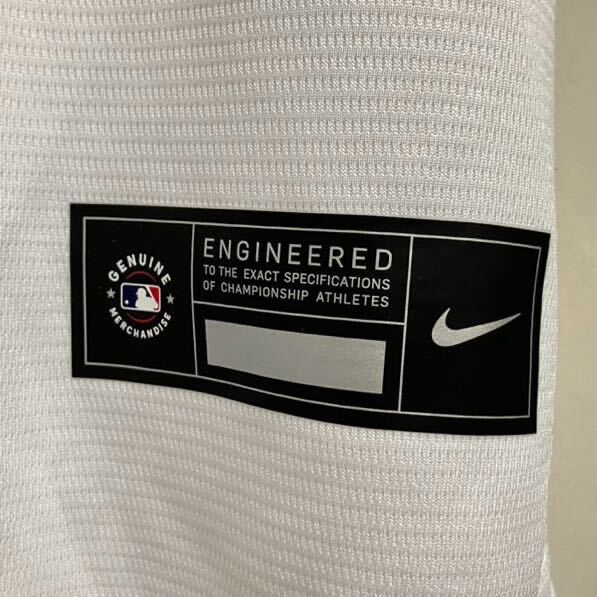 GENUINE
MERCHANDISE
ENGINEERED
TO THE EXACT SPECIFICATIONS
OF CHAMPIONSHIP ATHLETES